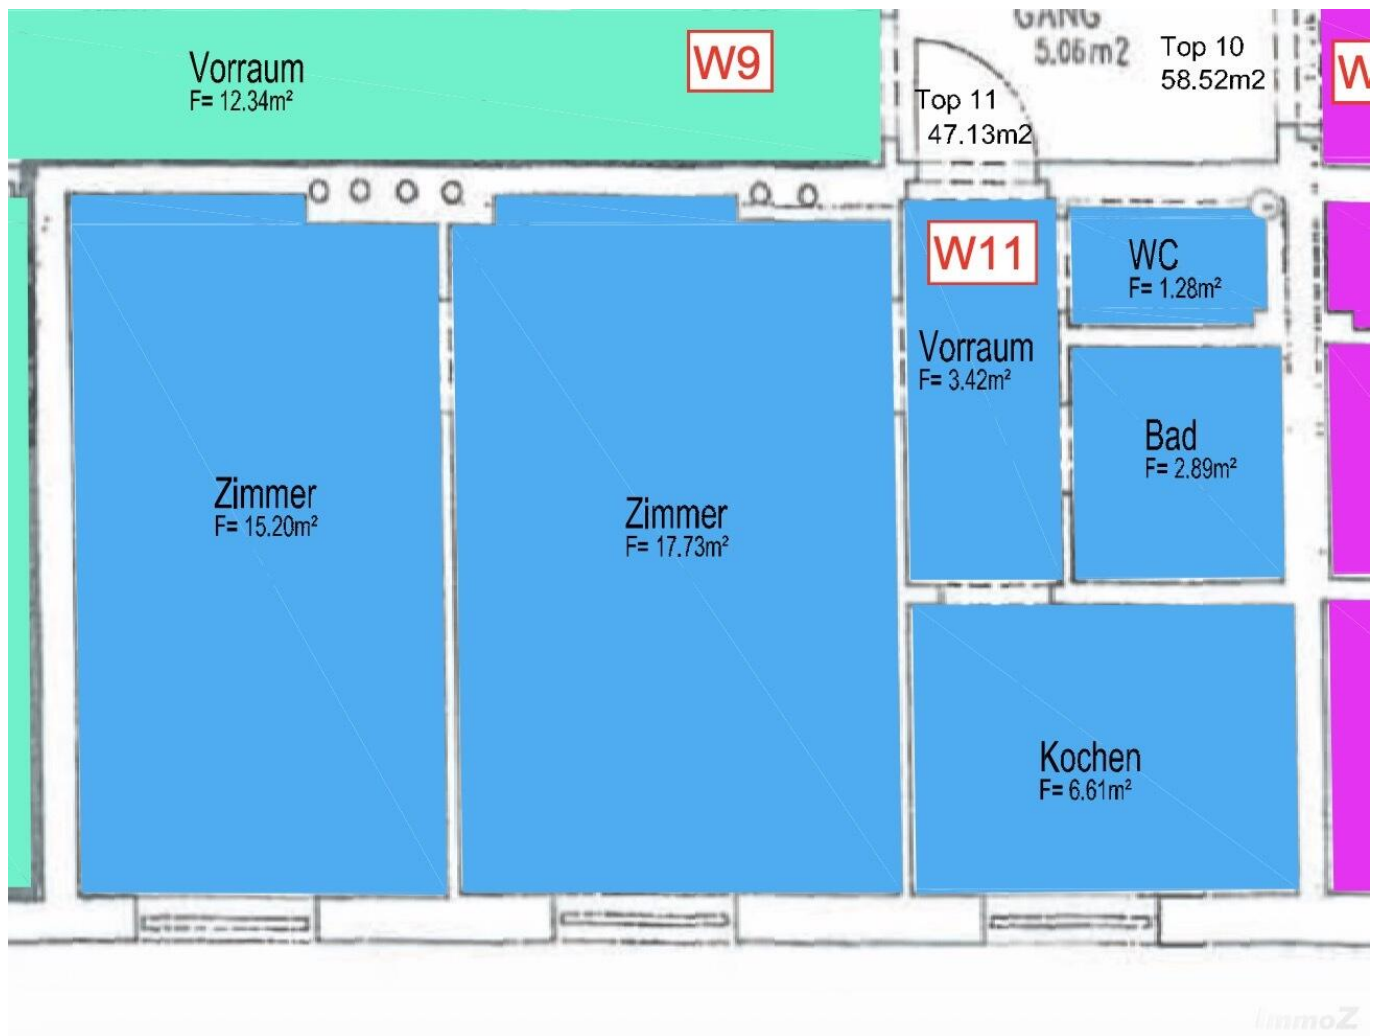 GANG
5.06m2
Top 10
58.52m2
W9
W
Vorraum
F= 12.34m²
Top 11
47.13m2
W11
WC
F= 1.28m²
Vorraum
F= 3.42m²
Bad
F= 2.89m²
Zimmer
F= 15.20m²
Zimmer
F= 17.73m²
Kochen
F= 6.61m²
immoZ